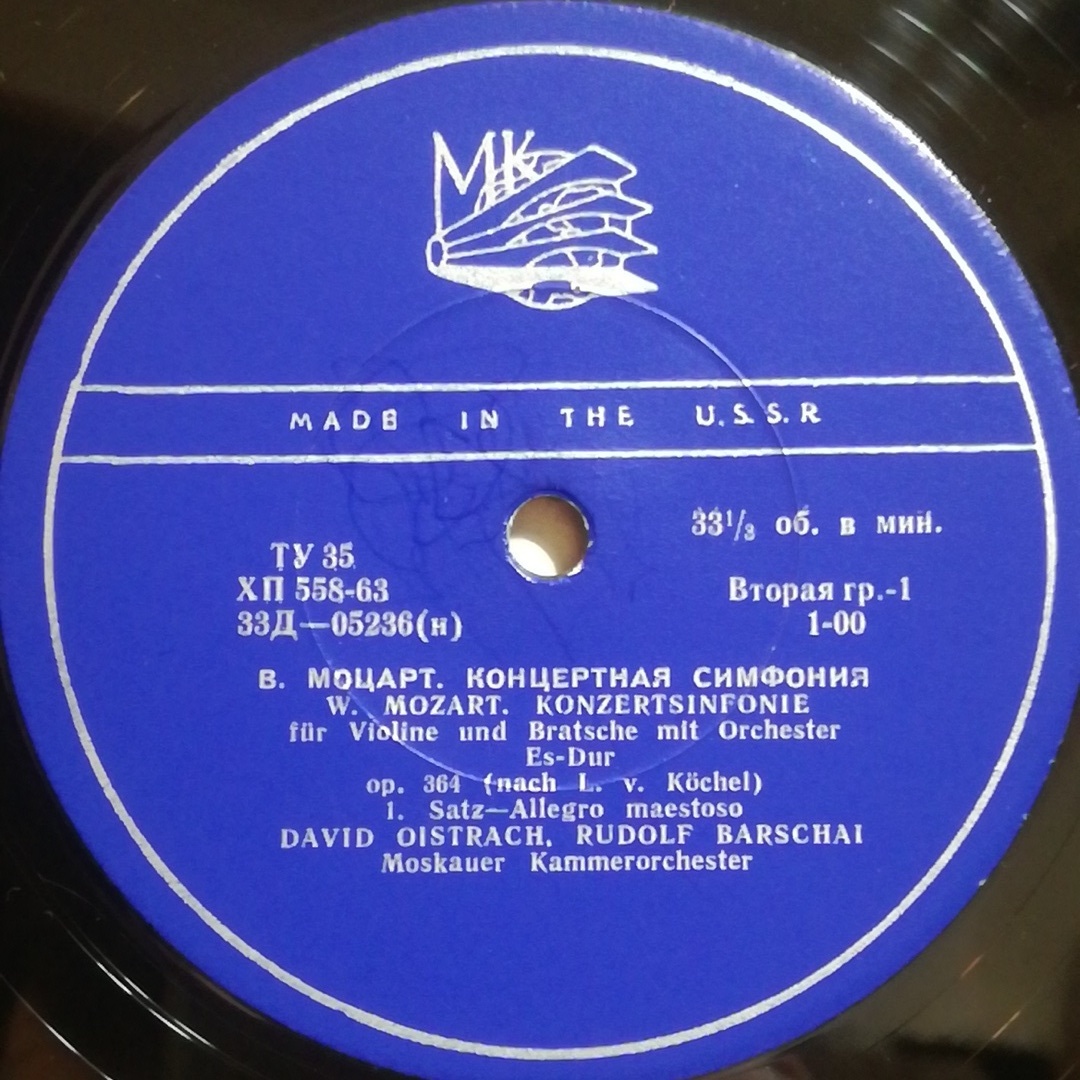 МК
MADE IN THE U.S.S.R
33⅓ об. в мин.
ТУ 35
ХП 558-63
Вторая гр.-1
33Д—05236(н)
1-00
В. МОЦАРТ. КОНЦЕРТНАЯ СИМФОНИЯ
W. MOZART. KONZERTSINFONIE
für Violine und Bratsche mit Orchester
Es-Dur
op. 364 (nach L. v. Köchel)
1. Satz—Allegro maestoso
DAVID OISTRACH, RUDOLF BARSCHAI
Moskauer Kammerorchester